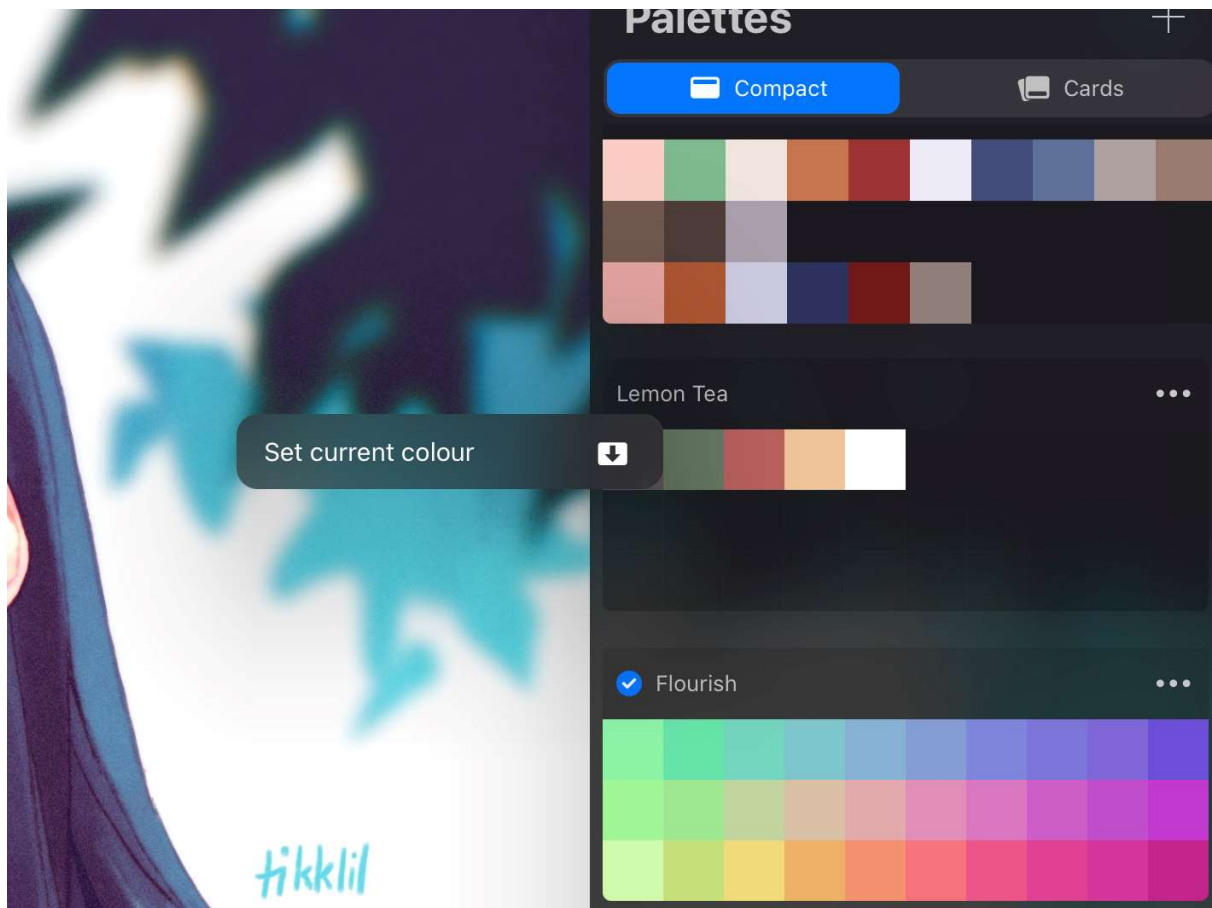 Palettes
Compact
Cards
Lemon Tea
Set current colour
Flourish
tikklil